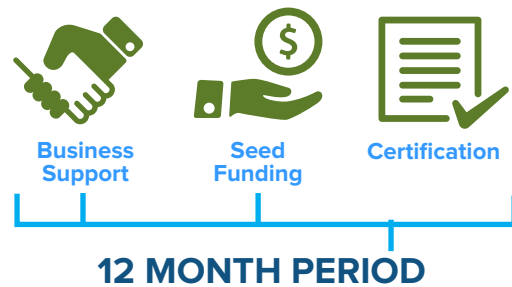 $
Business
Support
Seed
Funding
Certification
12 MONTH PERIOD